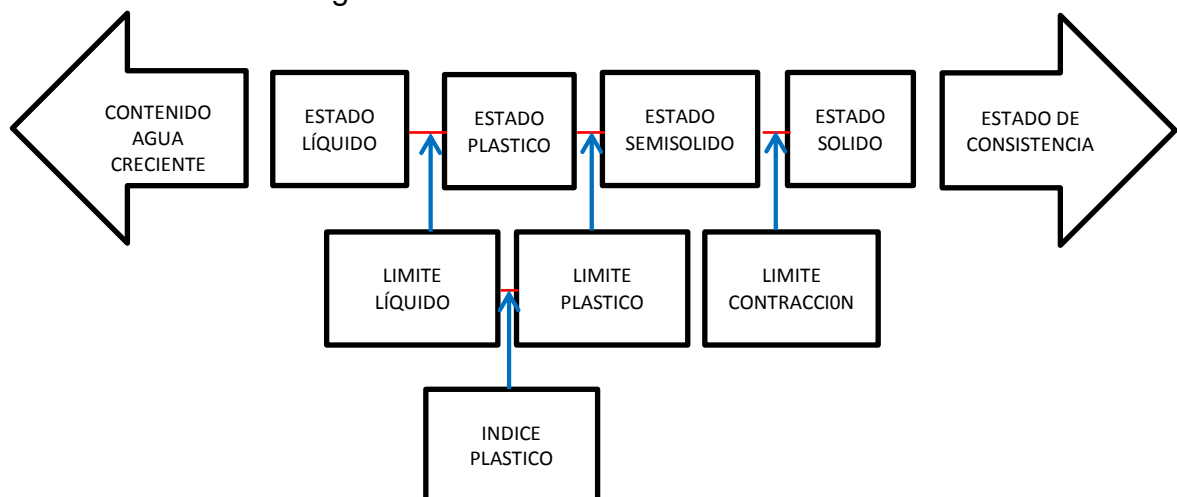 g
CONTENIDO
AGUA
CRECIENTE
ESTADO
LÍQUIDO
ESTADO
PLASTICO
ESTADO
SEMISOLIDO
ESTADO
SOLIDO
ESTADO DE
CONSISTENCIA
LIMITE
LÍQUIDO
LIMITE
PLASTICO
LIMITE
CONTRACCI0N
INDICE
PLASTICO